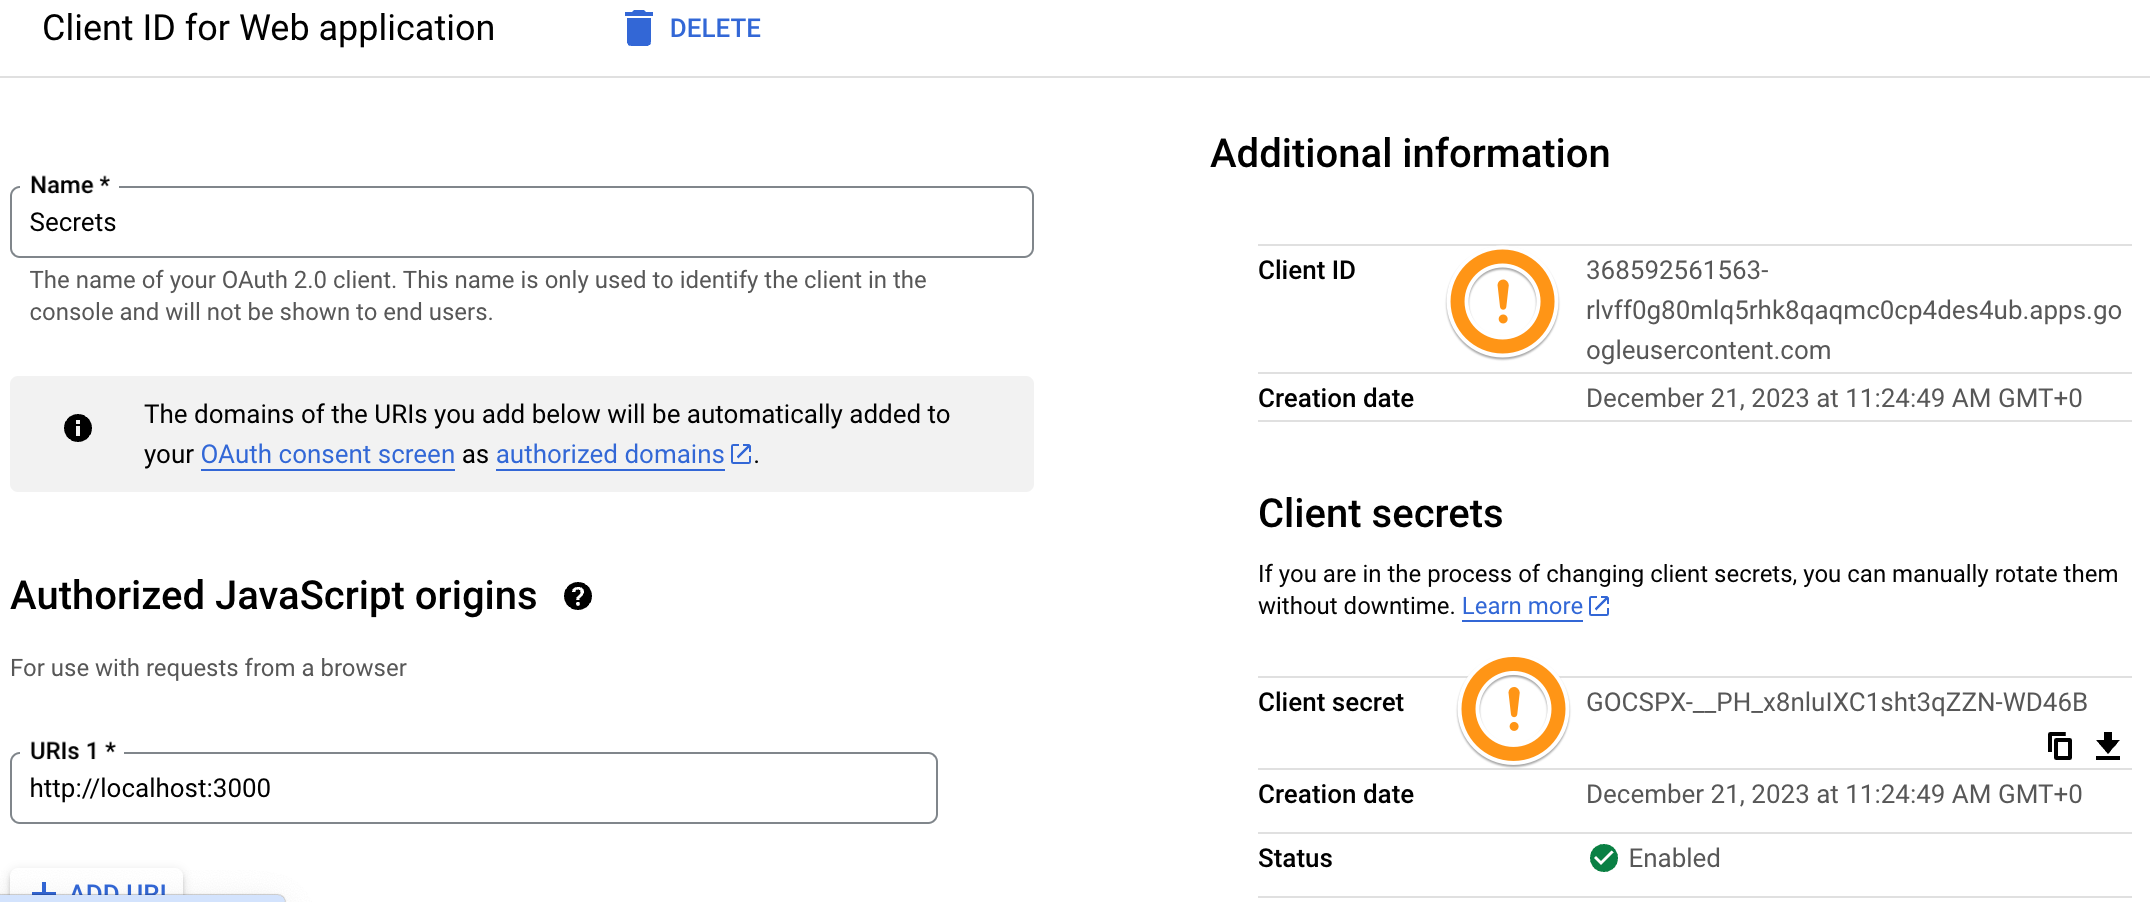 Client ID for Web application
DELETE
Name *
Secrets
The name of your OAuth 2.0 client. This name is only used to identify the client in the
console and will not be shown to end users.
The domains of the URIs you add below will be automatically added to
your OAuth consent screen as authorized domains.
Authorized JavaScript origins
For use with requests from a browser
URIs 1 *
http://localhost:3000
ADD URI
Additional information
Client ID
368592561563-
rlvff0g80mlq5rhk8qaqmc0cp4des4ub.apps.go
ogleusercontent.com
Creation date
December 21, 2023 at 11:24:49 AM GMT+0
Client secrets
If you are in the process of changing client secrets, you can manually rotate them
without downtime. Learn more
Client secret
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
Creation date
December 21, 2023 at 11:24:49 AM GMT+0
Status
Enabled